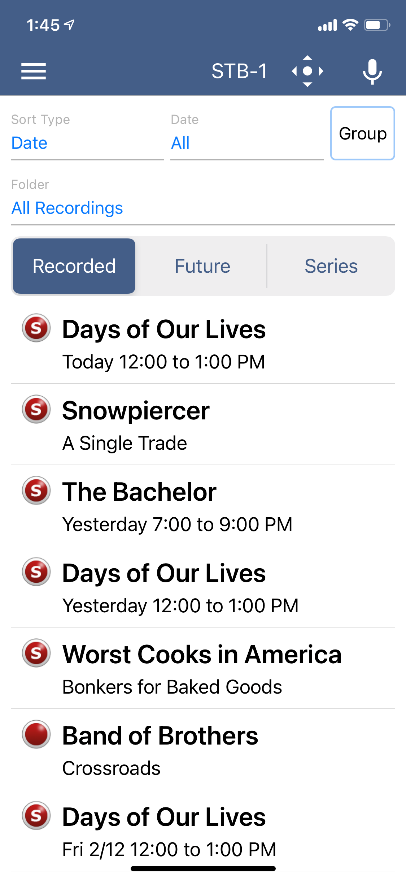 1:45
STB-1
Sort Type
Date
Date
All
Group
Folder
All Recordings
Recorded
Future
Series
S
Days of Our Lives
Today 12:00 to 1:00 PM
S
Snowpiercer
A Single Trade
S
The Bachelor
Yesterday 7:00 to 9:00 PM
S
Days of Our Lives
Yesterday 12:00 to 1:00 PM
S
Worst Cooks in America
Bonkers for Baked Goods
Band of Brothers
Crossroads
S
Days of Our Lives
Fri 2/12 12:00 to 1:00 PM